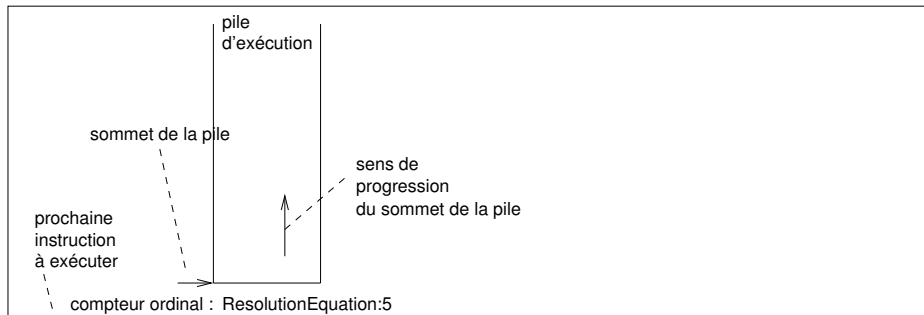 pile
d'exécution
sommet de la pile
sens de
progression
du sommet de la pile
prochaine
instruction
à exécuter
compteur ordinal : ResolutionEquation:5